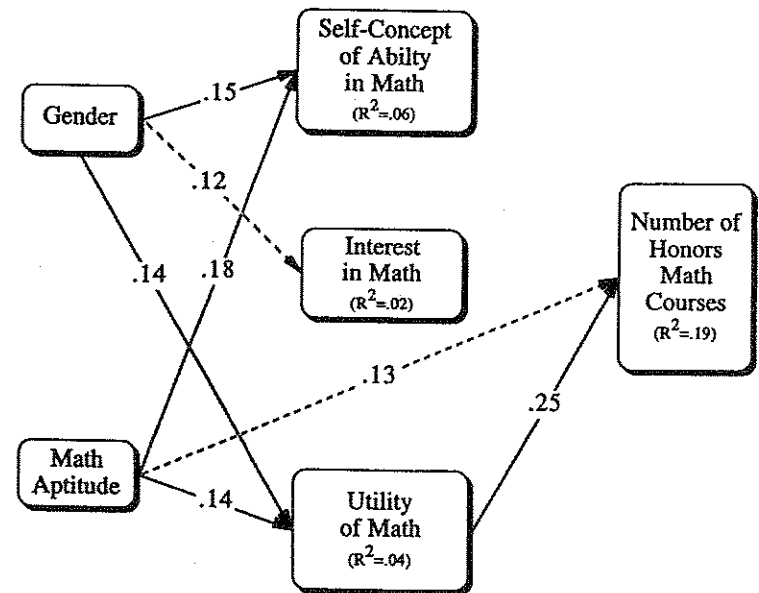 Self-Concept
of Abilty
in Math
(R²=.06)
Gender
.15
.12
Interest
in Math
(R²=.02)
Number of
Honors
Math
Courses
(R²=.19)
.14
.18
.13
.25
Math
Aptitude
.14
Utility
of Math
(R²=.04)